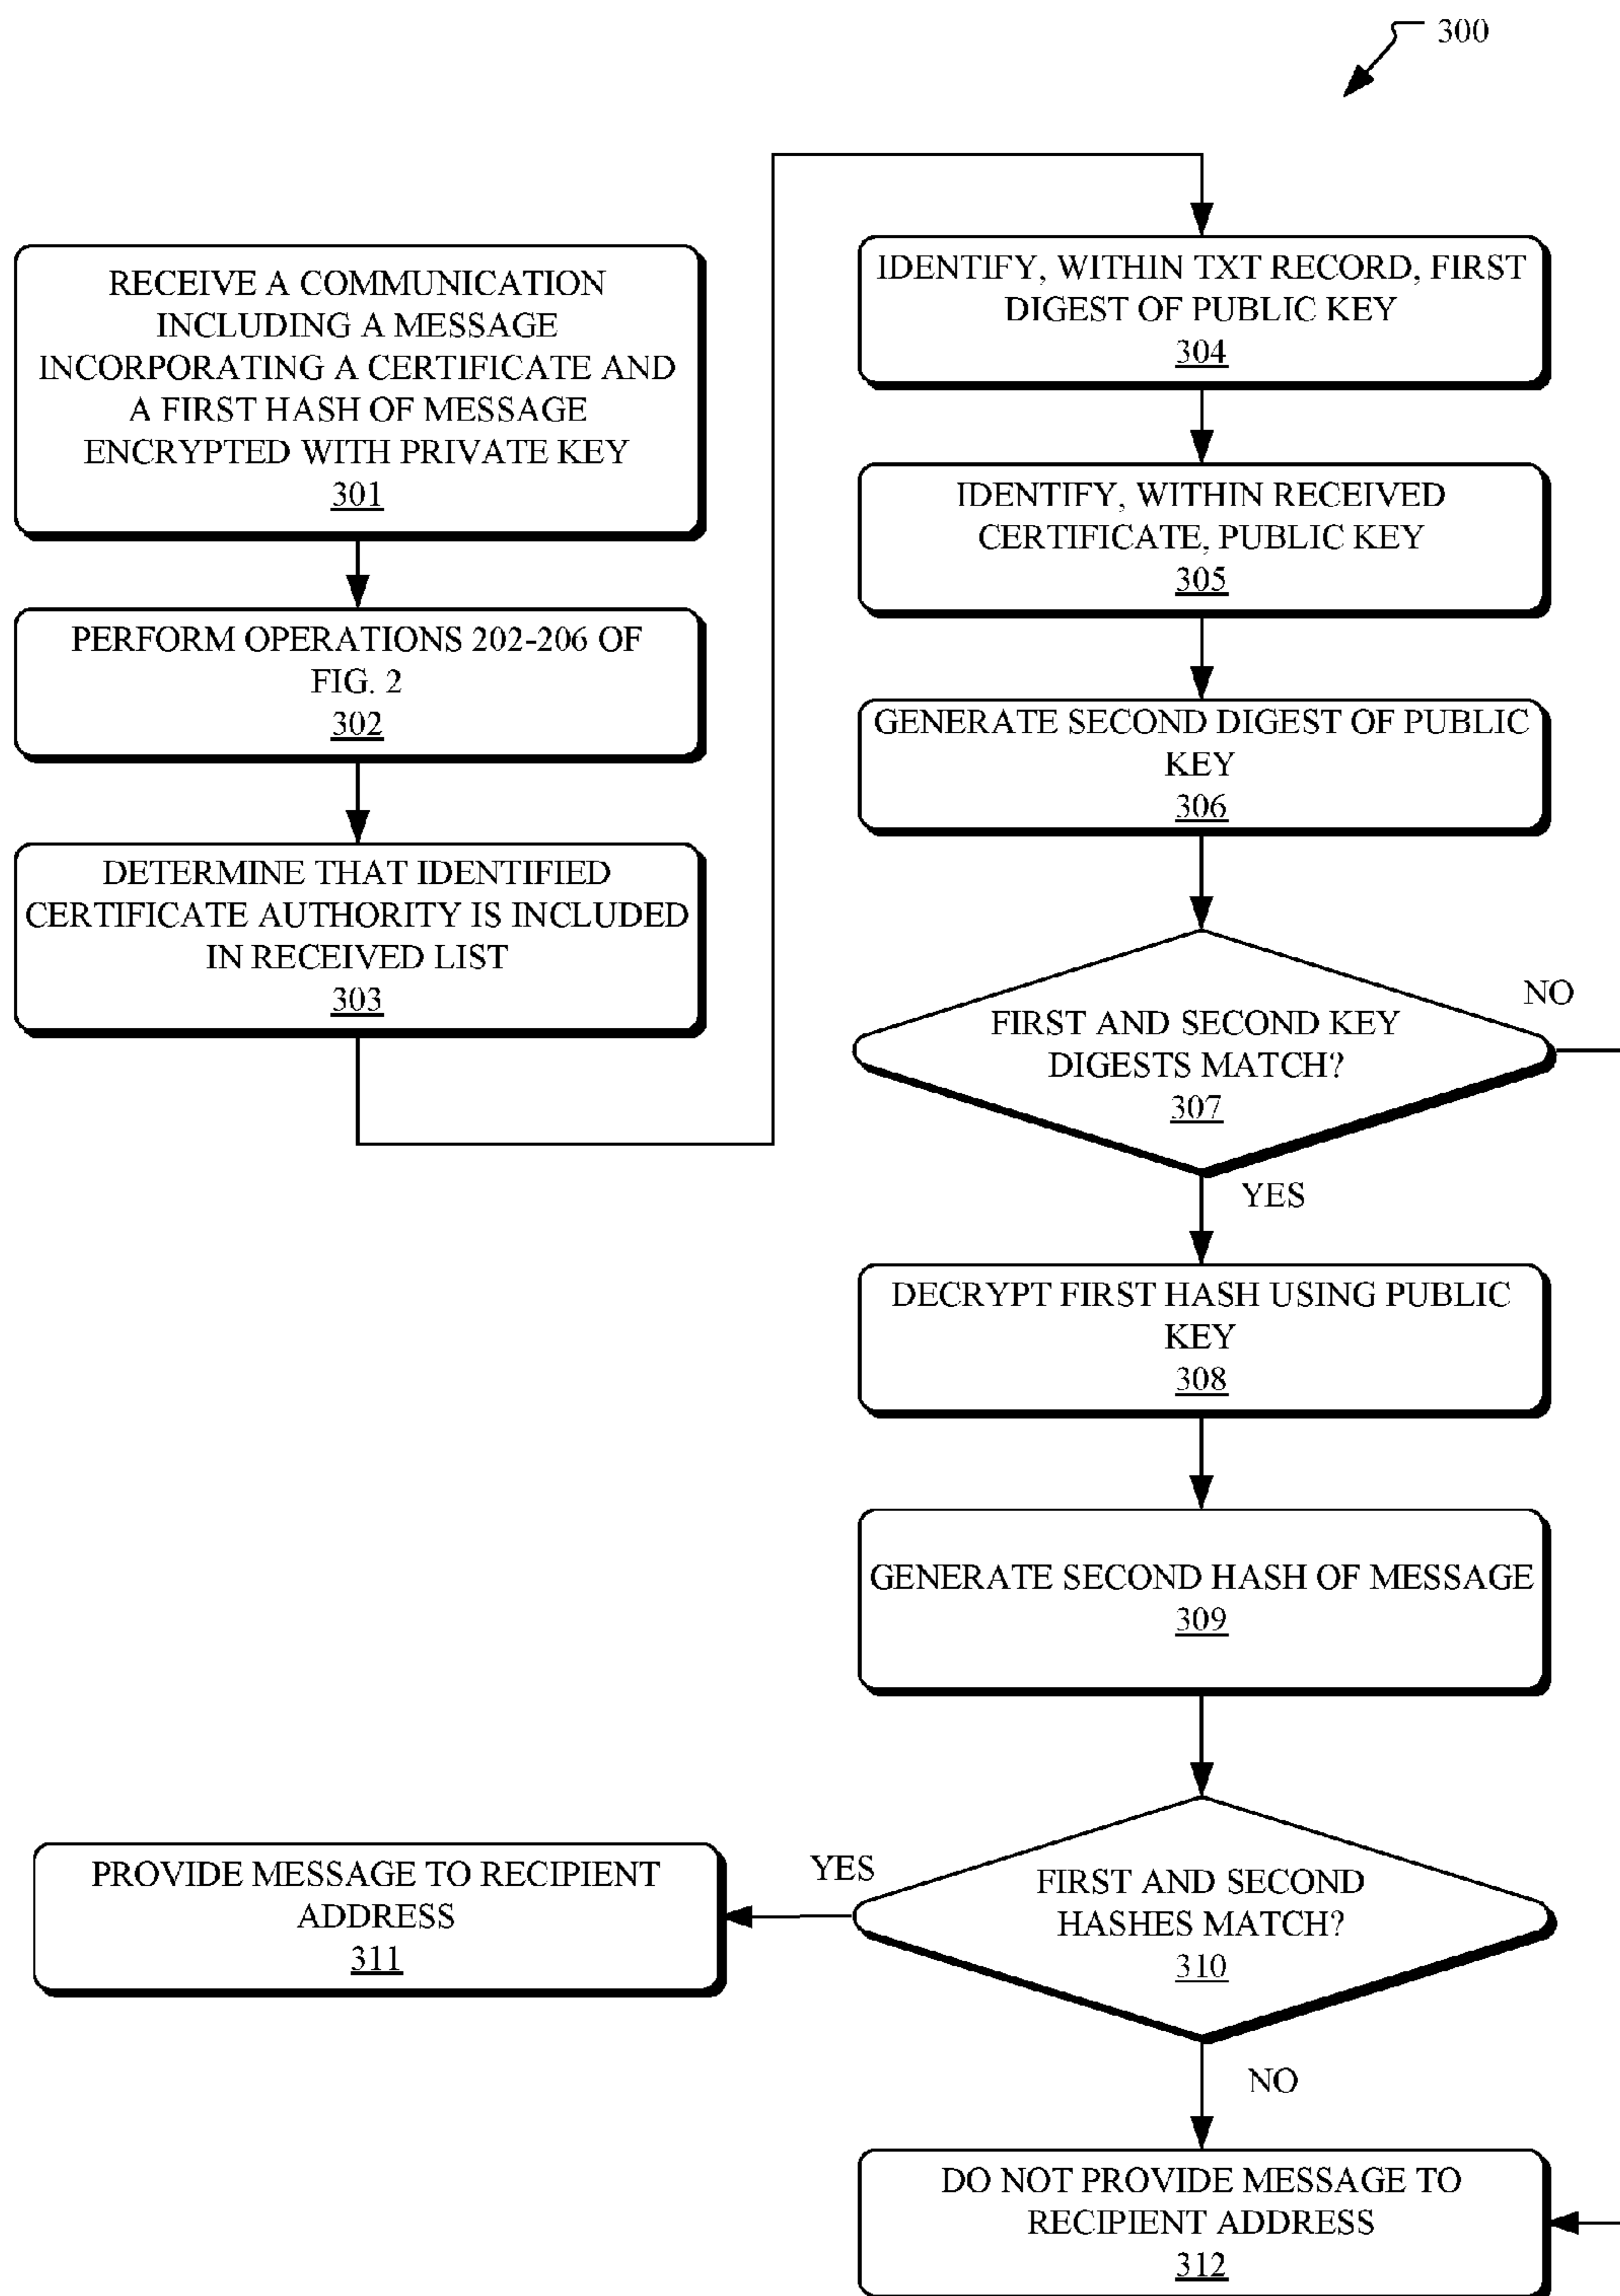 300
RECEIVE A COMMUNICATION
INCLUDING A MESSAGE
INCORPORATING A CERTIFICATE AND
A FIRST HASH OF MESSAGE
ENCRYPTED WITH PRIVATE KEY
301
PERFORM OPERATIONS 202-206 OF
FIG. 2
302
DETERMINE THAT IDENTIFIED
CERTIFICATE AUTHORITY IS INCLUDED
IN RECEIVED LIST
303
IDENTIFY, WITHIN TXT RECORD, FIRST
DIGEST OF PUBLIC KEY
304
IDENTIFY, WITHIN RECEIVED
CERTIFICATE, PUBLIC KEY
305
GENERATE SECOND DIGEST OF PUBLIC
KEY
306
FIRST AND SECOND KEY
DIGESTS MATCH?
307
NO
YES
DECRYPT FIRST HASH USING PUBLIC
KEY
308
GENERATE SECOND HASH OF MESSAGE
309
FIRST AND SECOND
HASHES MATCH?
310
YES
PROVIDE MESSAGE TO RECIPIENT
ADDRESS
311
NO
DO NOT PROVIDE MESSAGE TO
RECIPIENT ADDRESS
312